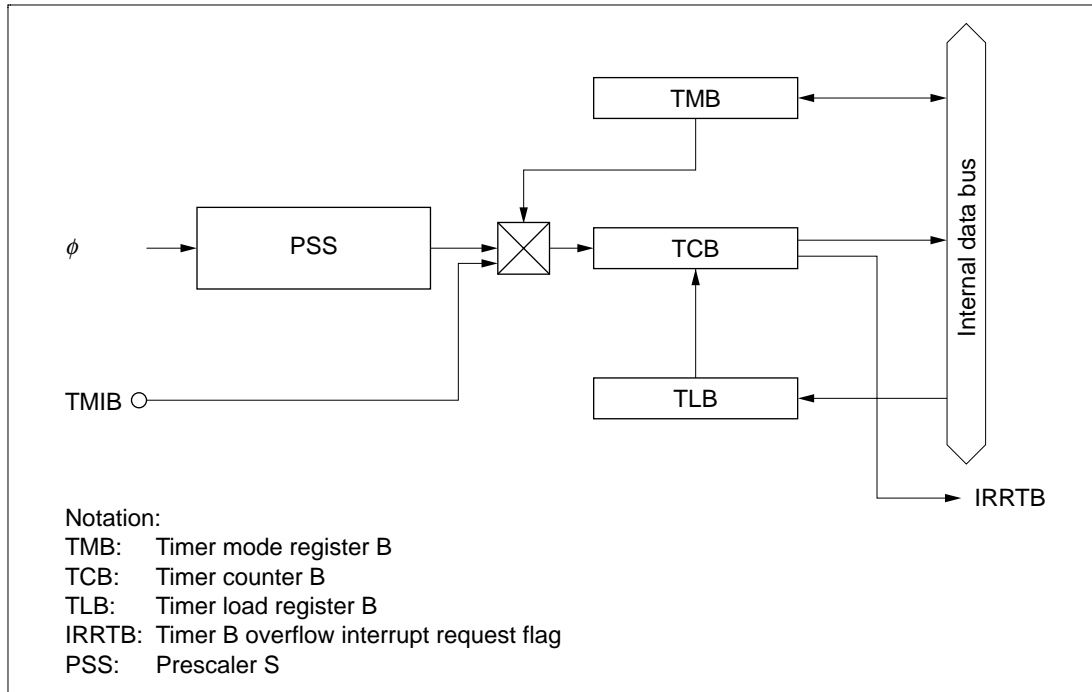 TMB
Internal data bus
ϕ
PSS
TCB
TMIB
TLB
IRRTB
Notation:
TMB: Timer mode register B
TCB: Timer counter B
TLB: Timer load register B
IRRTB: Timer B overflow interrupt request flag
PSS: Prescaler S